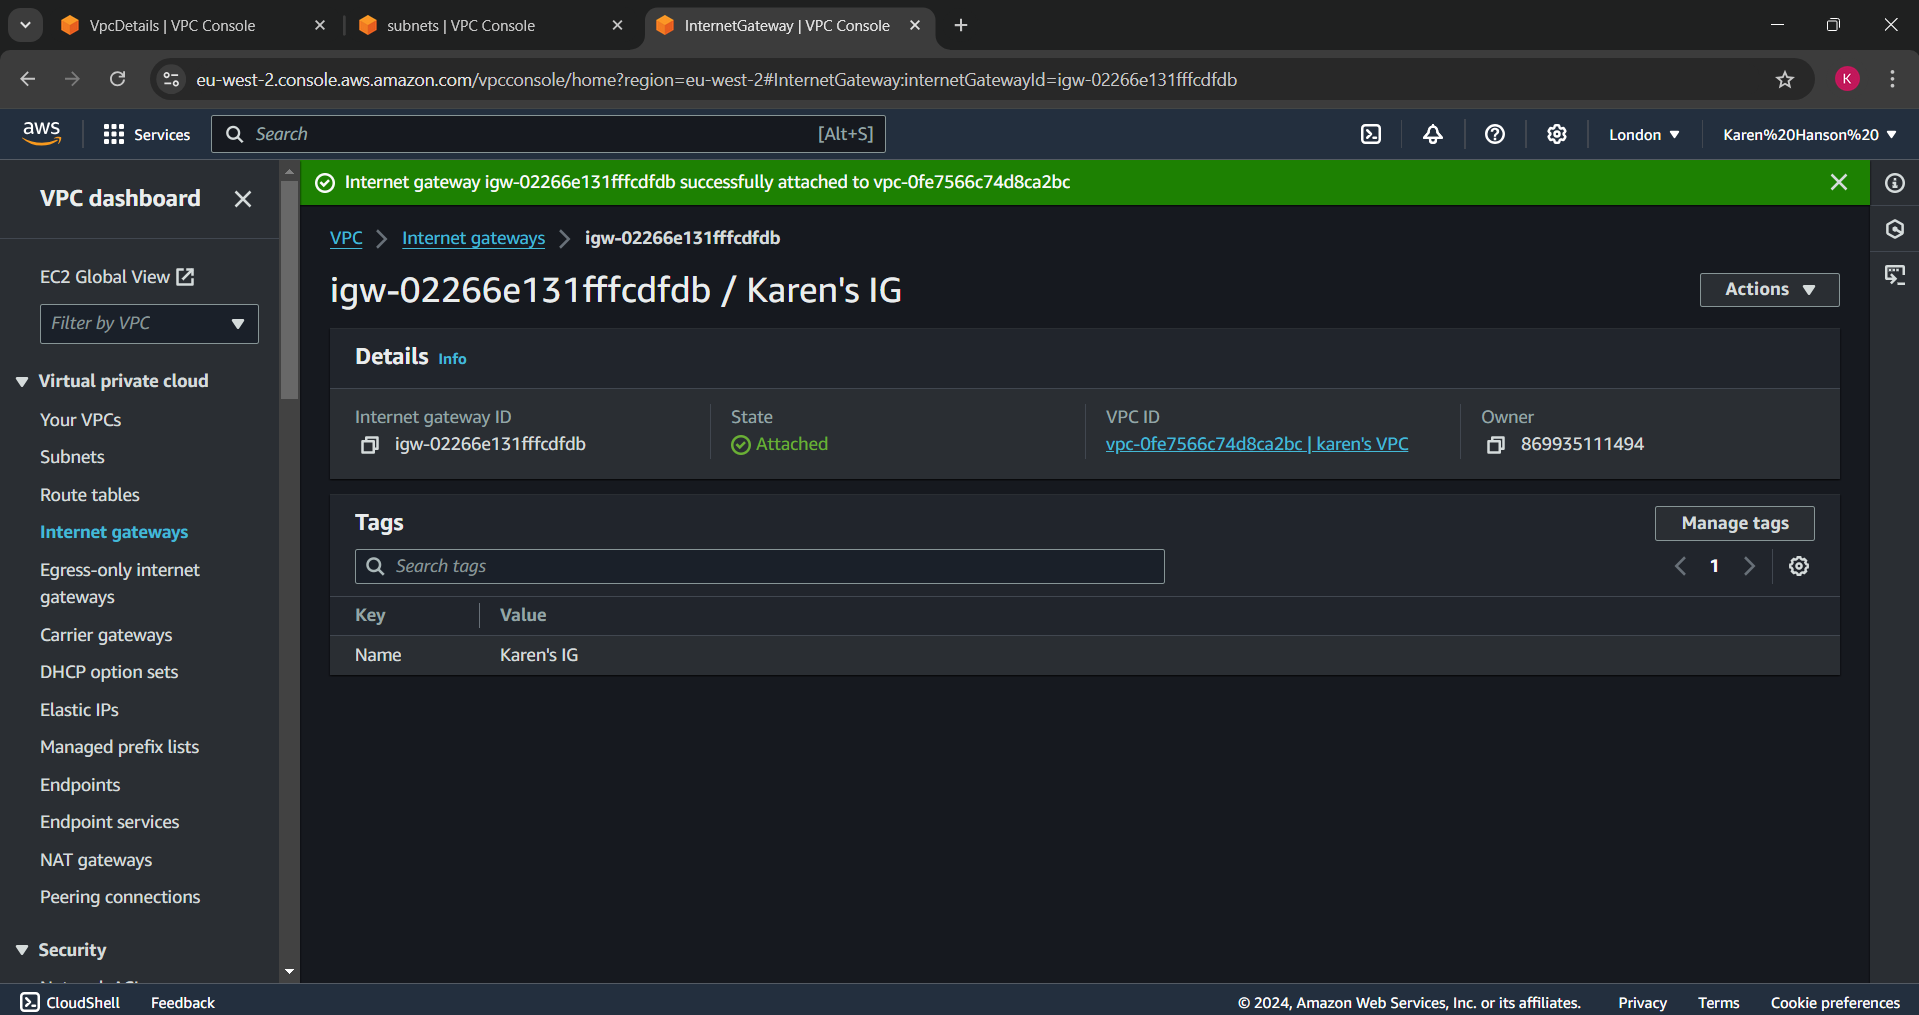 VpcDetails | VPC Console
subnets | VPC Console
InternetGateway | VPC Console
eu-west-2.console.aws.amazon.com/vpcconsole/home?region=eu-west-2#InternetGateway:internetGatewayId=igw-02266e131fffcdfdb
K
aws
Services
Search
[Alt+S]
London
Karen%20Hanson%20
VPC dashboard
EC2 Global View
Filter by VPC
Virtual private cloud
Your VPCs
Subnets
Route tables
Internet gateways
Egress-only internet
gateways
Carrier gateways
DHCP option sets
Elastic IPs
Managed prefix lists
Endpoints
Endpoint services
NAT gateways
Peering connections
Security
Internet gateway igw-02266e131fffcdfdb successfully attached to vpc-0fe7566c74d8ca2bc
VPC
Internet gateways
igw-02266e131fffcdfdb
igw-02266e131fffcdfdb / Karen's IG
Actions
Details Info
Internet gateway ID
igw-02266e131fffcdfdb
State
Attached
VPC ID
vpc-0fe7566c74d8ca2bc | karen's VPC
Owner
869935111494
Tags
Manage tags
Search tags
1
Key Value
Name Karen's IG
CloudShell
Feedback
© 2024, Amazon Web Services, Inc. or its affiliates.
Privacy
Terms
Cookie preferences